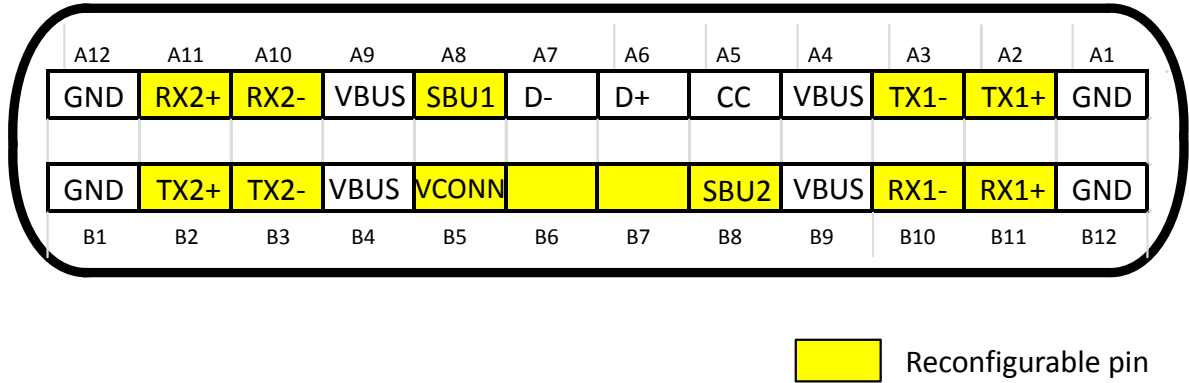 A12 A11 A10 A9 A8 A7 A6 A5 A4 A3 A2 A1
GND RX2+ RX2- VBUS SBU1 D- D+ CC VBUS TX1- TX1+ GND
GND TX2+ TX2- VBUS VCONN SBU2 VBUS RX1- RX1+ GND
B1 B2 B3 B4 B5 B6 B7 B8 B9 B10 B11 B12
Reconfigurable pin